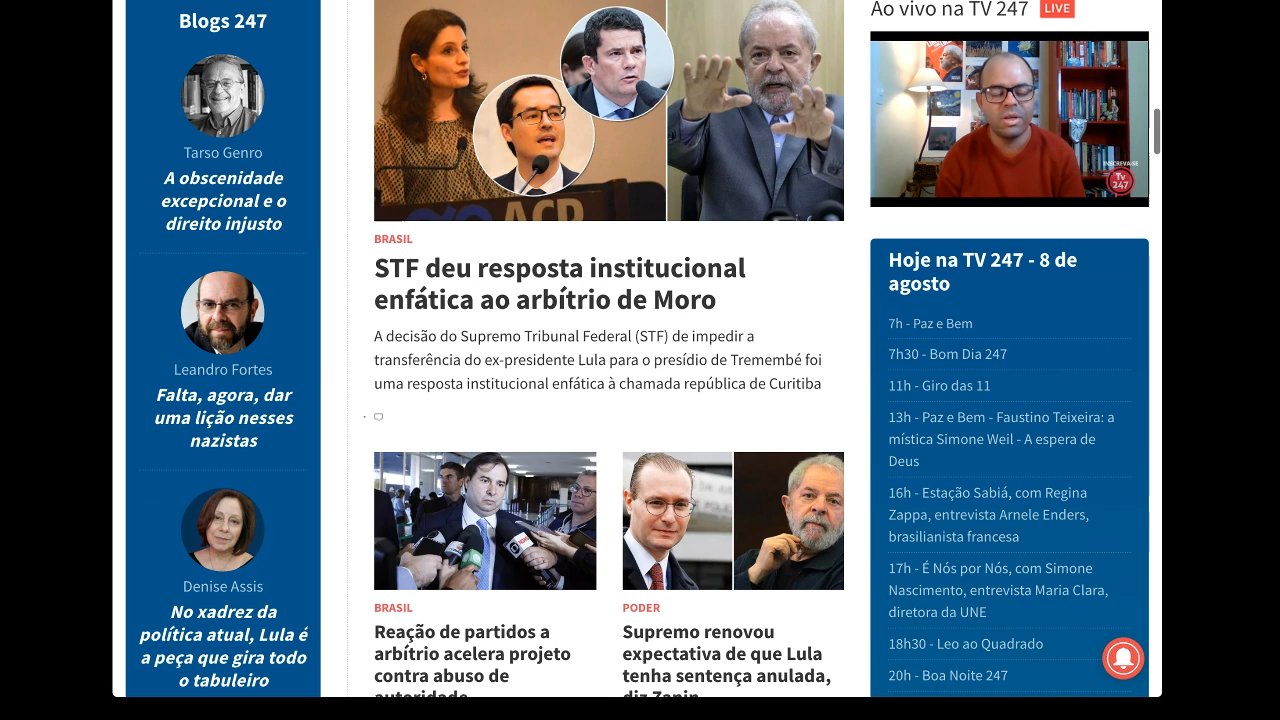 Blogs 247
Tarso Genro
A obscenidade
excepcional e o
direito injusto
Leandro Fortes
Falta, agora, dar
uma lição nesses
nazistas
Denise Assis
No xadrez da
política atual, Lula é
a peça que gira todo
o tabuleiro
ACP
BRASIL
STF deu resposta institucional
enfática ao arbítrio de Moro
A decisão do Supremo Tribunal Federal (STF) de impedir a
transferência do ex-presidente Lula para o presídio de Tremembé foi
uma resposta institucional enfática à chamada república de Curitiba
BRASIL
Reação de partidos a
arbítrio acelera projeto
contra abuso de
autoridade
PODER
Supremo renovou
expectativa de que Lula
tenha sentença anulada,
diz Zanin
Ao vivo na TV 247 LIVE
INSCREVA-SE
Tv
247
Hoje na TV 247 - 8 de
agosto
7h - Paz e Bem
7h30 - Bom Dia 247
11h - Giro das 11
13h - Paz e Bem - Faustino Teixeira: a
mística Simone Weil - A espera de
Deus
16h - Estação Sabiá, com Regina
Zappa, entrevista Arnele Enders,
brasilianista francesa
17h - É Nós por Nós, com Simone
Nascimento, entrevista Maria Clara,
diretora da UNE
18h30 - Leo ao Quadrado
20h - Boa Noite 247